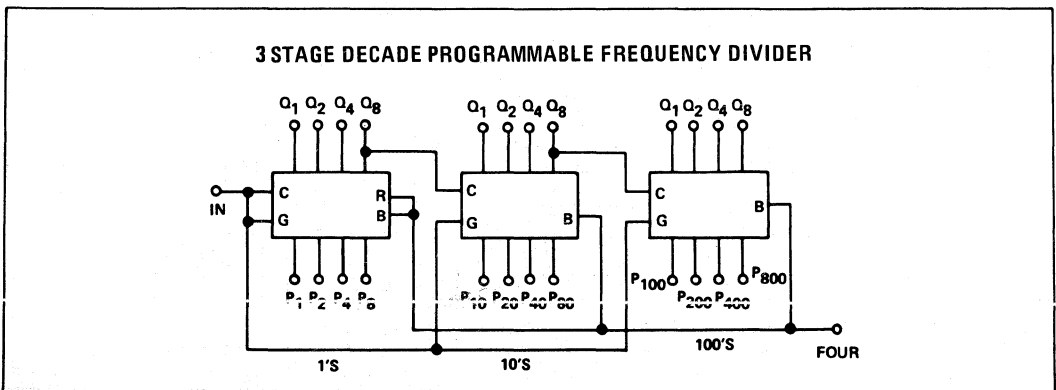 3 STAGE DECADE PROGRAMMABLE FREQUENCY DIVIDER
Q1 Q2 Q4 Q8 Q1 Q2 Q4 Q8 Q1 Q2 Q4 Q8
IN C R C B C B
G B G G
P1 P2 P4 P8 P10 P20 P40 P80 P100 P200 P400 P800
1'S 10'S 100'S FOUR